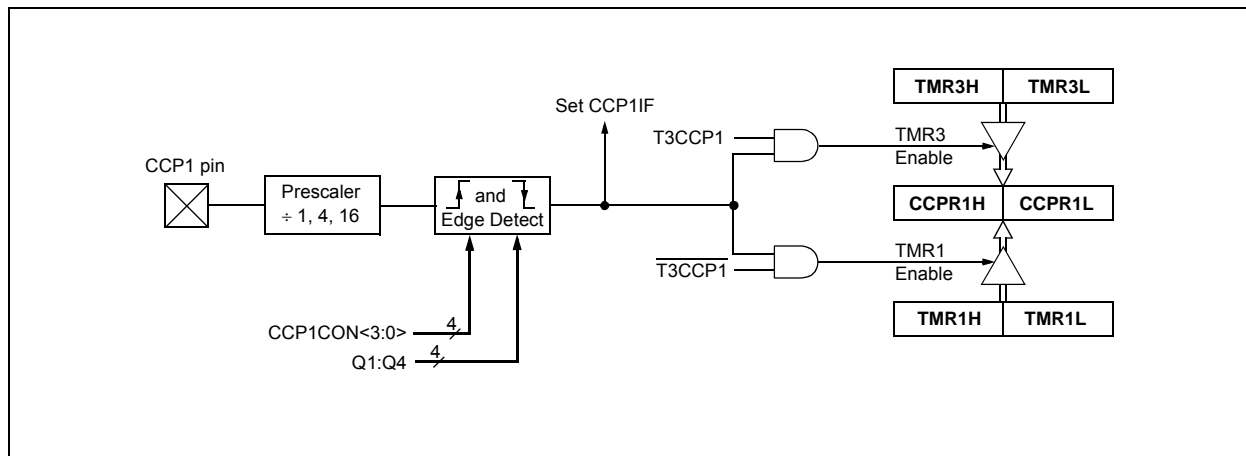 TMR3H TMR3L
Set CCP1IF
T3CCP1
TMR3
Enable
CCP1 pin
Prescaler
÷ 1, 4, 16
and
Edge Detect
CCPR1H CCPR1L
T3CCP1
TMR1
Enable
TMR1H TMR1L
CCP1CON<3:0>
4
Q1:Q4
4